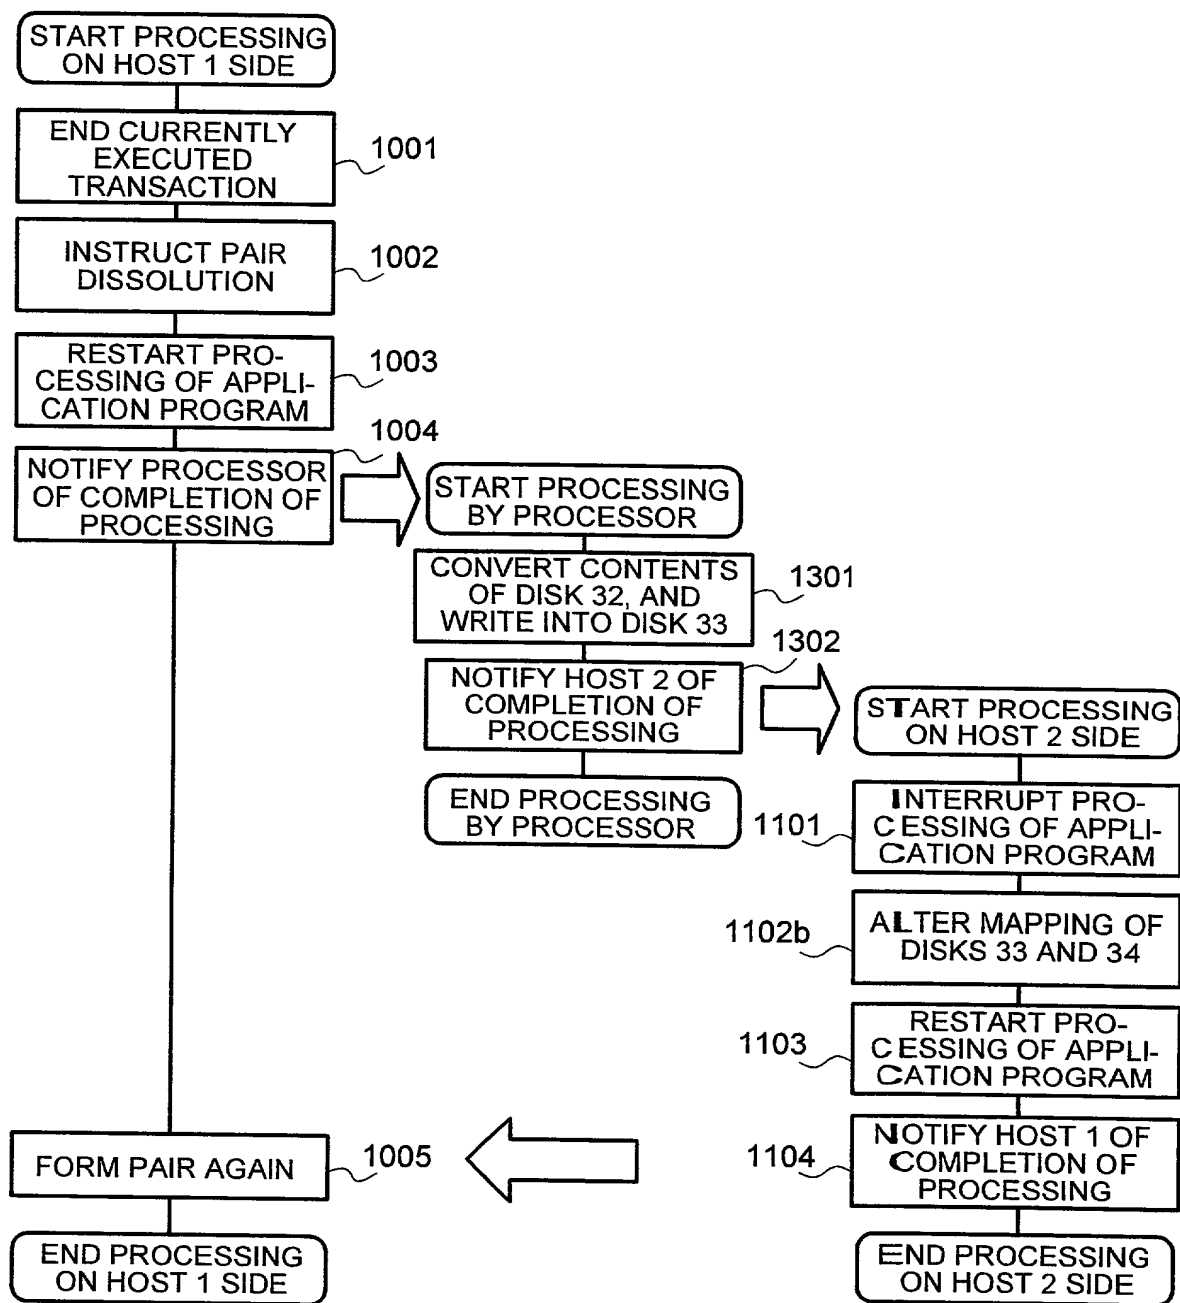 START PROCESSING
ON HOST 1 SIDE
END CURRENTLY
EXECUTED
TRANSACTION
1001
INSTRUCT PAIR
DISSOLUTION
1002
RESTART PRO-
CESSING OF APPLI-
CATION PROGRAM
1003
1004
NOTIFY PROCESSOR
OF COMPLETION OF
PROCESSING
START PROCESSING
BY PROCESSOR
CONVERT CONTENTS
OF DISK 32, AND
WRITE INTO DISK 33
1301
1302
NOTIFY HOST 2 OF
COMPLETION OF
PROCESSING
END PROCESSING
BY PROCESSOR
START PROCESSING
ON HOST 2 SIDE
1101
INTERRUPT PRO-
CESSING OF APPLI-
CATION PROGRAM
1102b
ALTER MAPPING OF
DISKS 33 AND 34
1103
RESTART PRO-
CESSING OF APPLI-
CATION PROGRAM
1104
NOTIFY HOST 1 OF
COMPLETION OF
PROCESSING
FORM PAIR AGAIN
1005
END PROCESSING
ON HOST 1 SIDE
END PROCESSING
ON HOST 2 SIDE